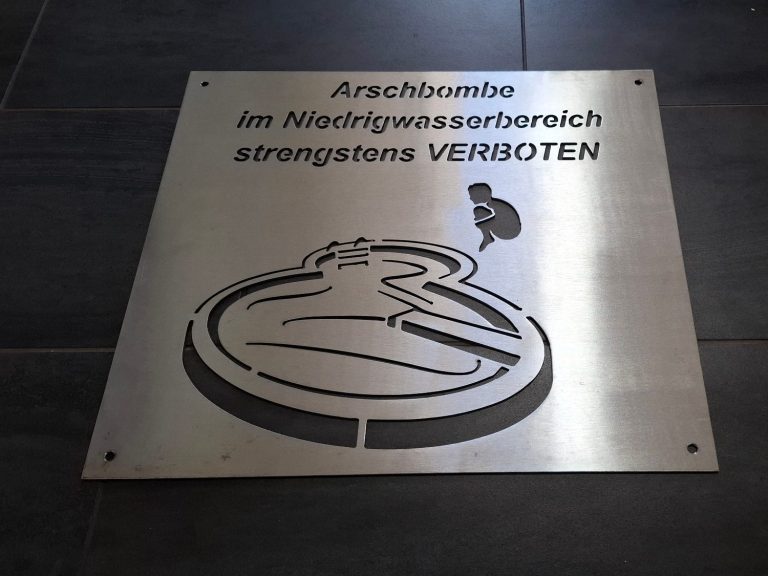 Arschbombe
im Niedrigwasserbereich
strengstens VERBOTEN